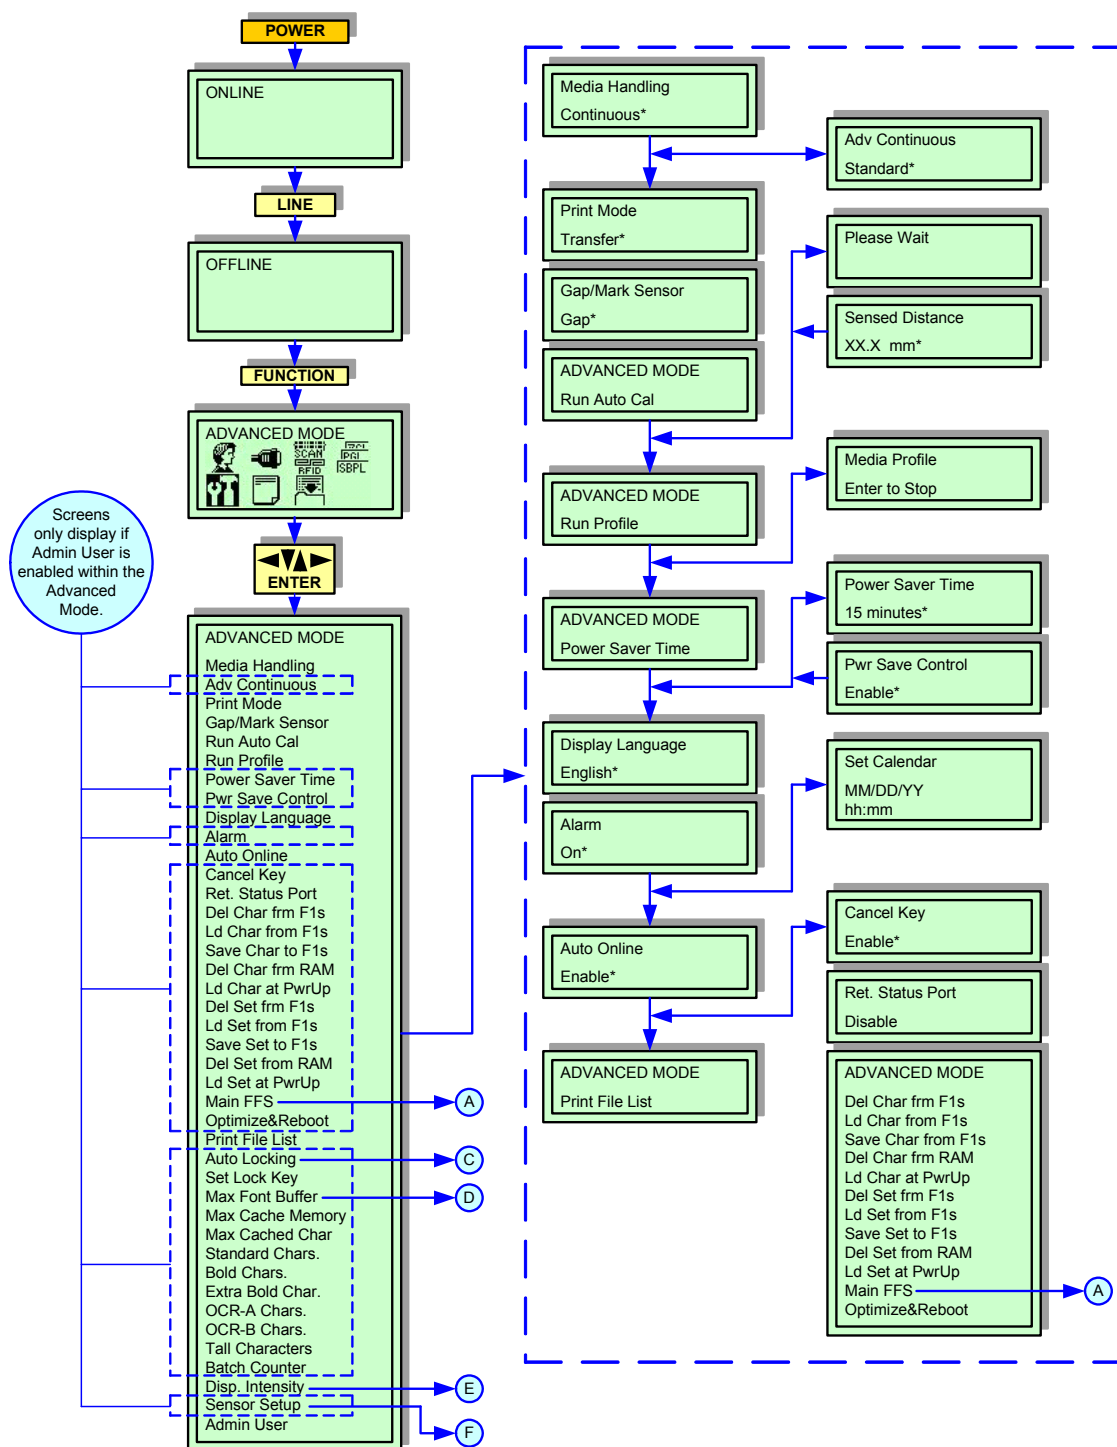 POWER
ONLINE
LINE
OFFLINE
FUNCTION
ADVANCED MODE
SCAN
RFID
PGL
SBPL
ENTER
Screens
only display if
Admin User is
enabled within the
Advanced
Mode.
ADVANCED MODE
Media Handling
Adv Continuous
Print Mode
Gap/Mark Sensor
Run Auto Cal
Run Profile
Power Saver Time
Pwr Save Control
Display Language
Alarm
Auto Online
Cancel Key
Ret. Status Port
Del Char frm F1s
Ld Char from F1s
Save Char to F1s
Del Char frm RAM
Ld Char at PwrUp
Del Set frm F1s
Ld Set from F1s
Save Set to F1s
Del Set from RAM
Ld Set at PwrUp
Main FFS
A
Optimize&Reboot
Print File List
Auto Locking
C
Set Lock Key
Max Font Buffer
D
Max Cache Memory
Max Cached Char
Standard Chars.
Bold Chars.
Extra Bold Char.
OCR-A Chars.
OCR-B Chars.
Tall Characters
Batch Counter
Disp. Intensity
E
Sensor Setup
Admin User
F
Media Handling
Continuous*
Adv Continuous
Standard*
Print Mode
Transfer*
Gap/Mark Sensor
Gap*
ADVANCED MODE
Run Auto Cal
Please Wait
Sensed Distance
XX.X mm*
ADVANCED MODE
Run Profile
Media Profile
Enter to Stop
ADVANCED MODE
Power Saver Time
Power Saver Time
15 minutes*
Pwr Save Control
Enable*
Display Language
English*
Alarm
On*
Set Calendar
MM/DD/YY
hh:mm
Auto Online
Enable*
Cancel Key
Enable*
Ret. Status Port
Disable
ADVANCED MODE
Print File List
ADVANCED MODE
Del Char frm F1s
Ld Char from F1s
Save Char from F1s
Del Char frm RAM
Ld Char at PwrUp
Del Set frm F1s
Ld Set from F1s
Save Set to F1s
Del Set from RAM
Ld Set at PwrUp
Main FFS
A
Optimize&Reboot